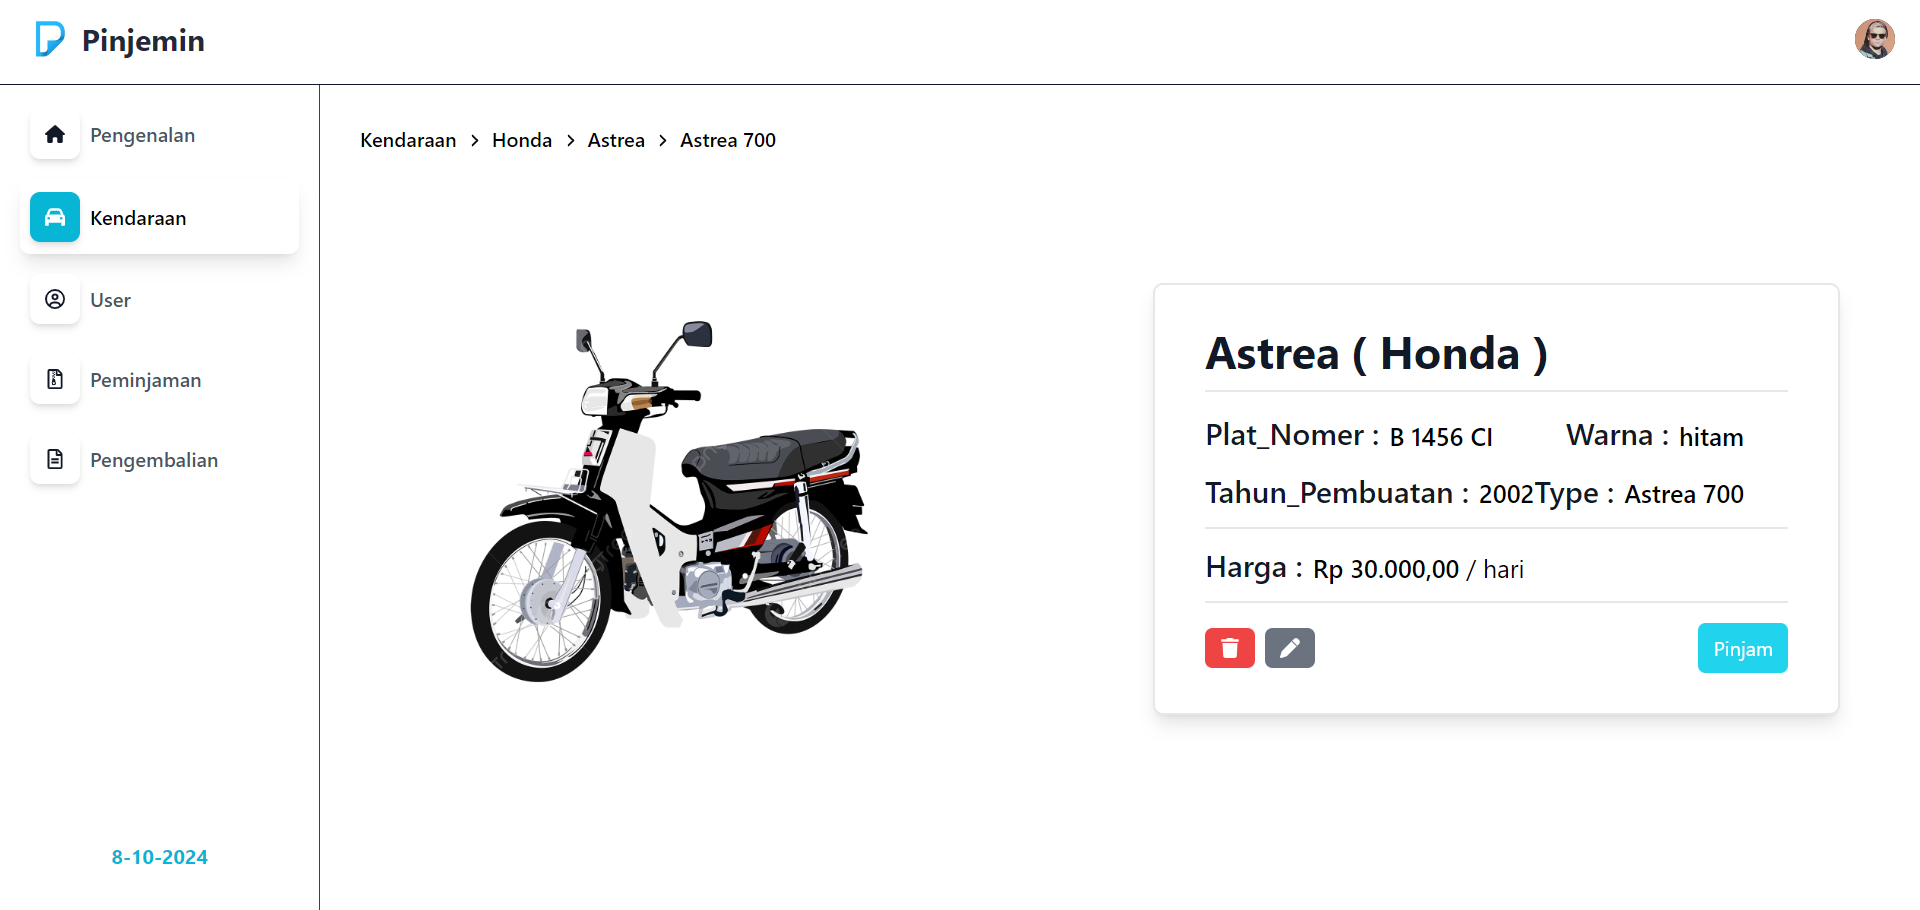 Pinjemin
Pengenalan
Kendaraan
User
Peminjaman
Pengembalian
8-10-2024
Kendaraan > Honda > Astrea > Astrea 700
Astrea ( Honda )
Plat_Nomer : B 1456 CI Warna : hitam
Tahun_Pembuatan : 2002Type : Astrea 700
Harga : Rp 30.000,00 / hari
Pinjam